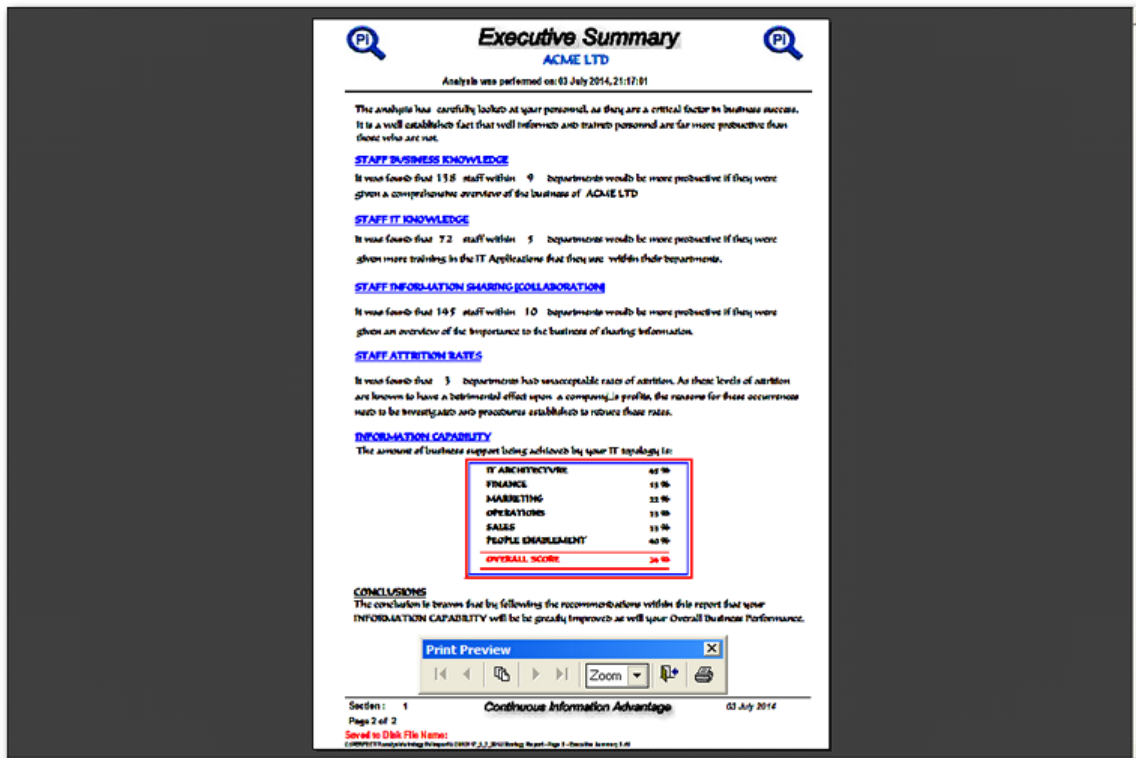 Pi
Executive Summary
Pi
ACME LTD
Analysis was performed on: 03 July 2014, 21:17:01
The analysis has carefully looked at your personnel, as they are a critical factor in business success.
It is a well established fact that well informed and trained personnel are far more productive than
those who are not.
STAFF BUSINESS KNOWLEDGE
It was found that 138 staff within 9 departments would be more productive if they were
given a comprehensive overview of the business of ACME LTD
STAFF IT KNOWLEDGE
It was found that 72 staff within 5 departments would be more productive if they were
given more training in the IT Applications that they use within their departments.
STAFF INFORMATION SHARING [COLLABORATION]
It was found that 145 staff within 10 departments would be more productive if they were
given an overview of the importance to the business of sharing information.
STAFF ATTRITION RATES
It was found that 3 departments had unacceptable rates of attrition. As these levels of attrition
are known to have a detrimental effect upon a company's profits, the reasons for these occurrences
need to be investigated and procedures established to reduce these rates.
INFORMATION CAPABILITY
The amount of business support being achieved by your IT topology is:
IT ARCHITECTURE
FINANCE
MARKETING
OPERATIONS
SALES
PEOPLE ENABLEMENT 40 %
OVERALL SCORE
CONCLUSIONS
The conclusion is drawn that by following the recommendations within this report that your
INFORMATION CAPABILITY will be be greatly improved as will your Overall Business Performance.
Print Preview
Zoom
Section : 1
Continuous Information Advantage
03 July 2014
Page 2 of 2
Saved to Disk File Name: